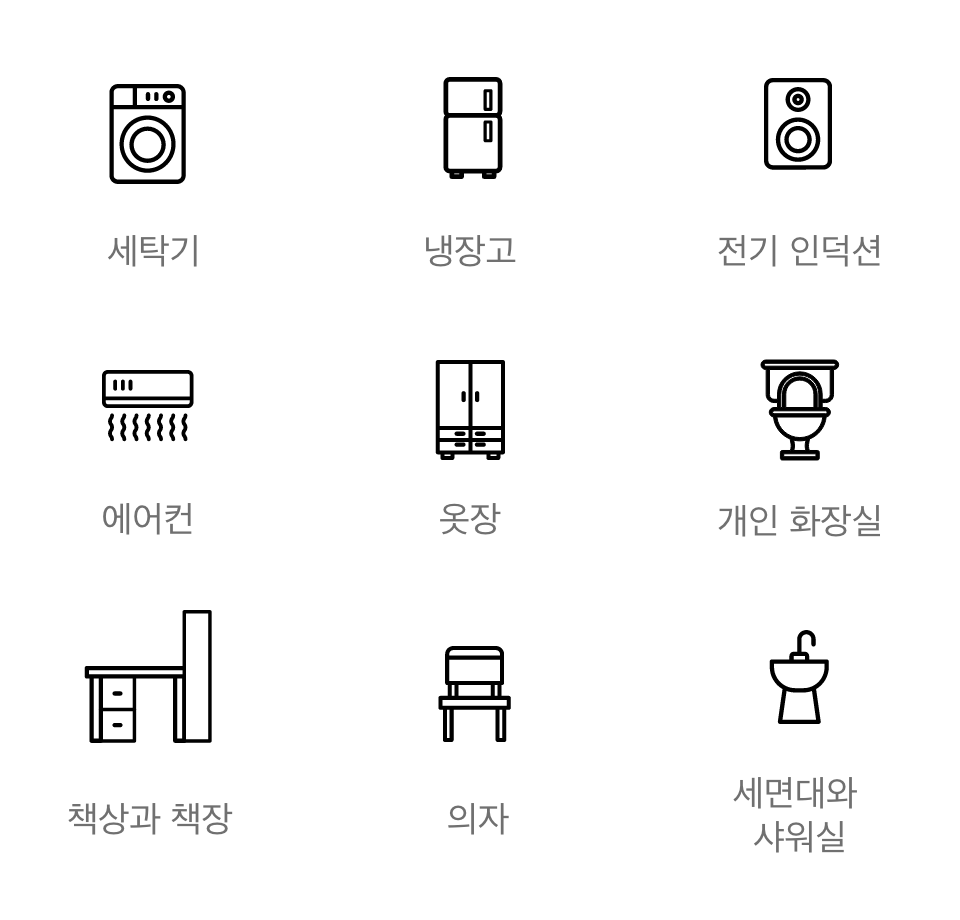 세탁기
냉장고
전기 인덕션
에어컨
옷장
개인 화장실
책상과 책장
의자
세면대와
샤워실